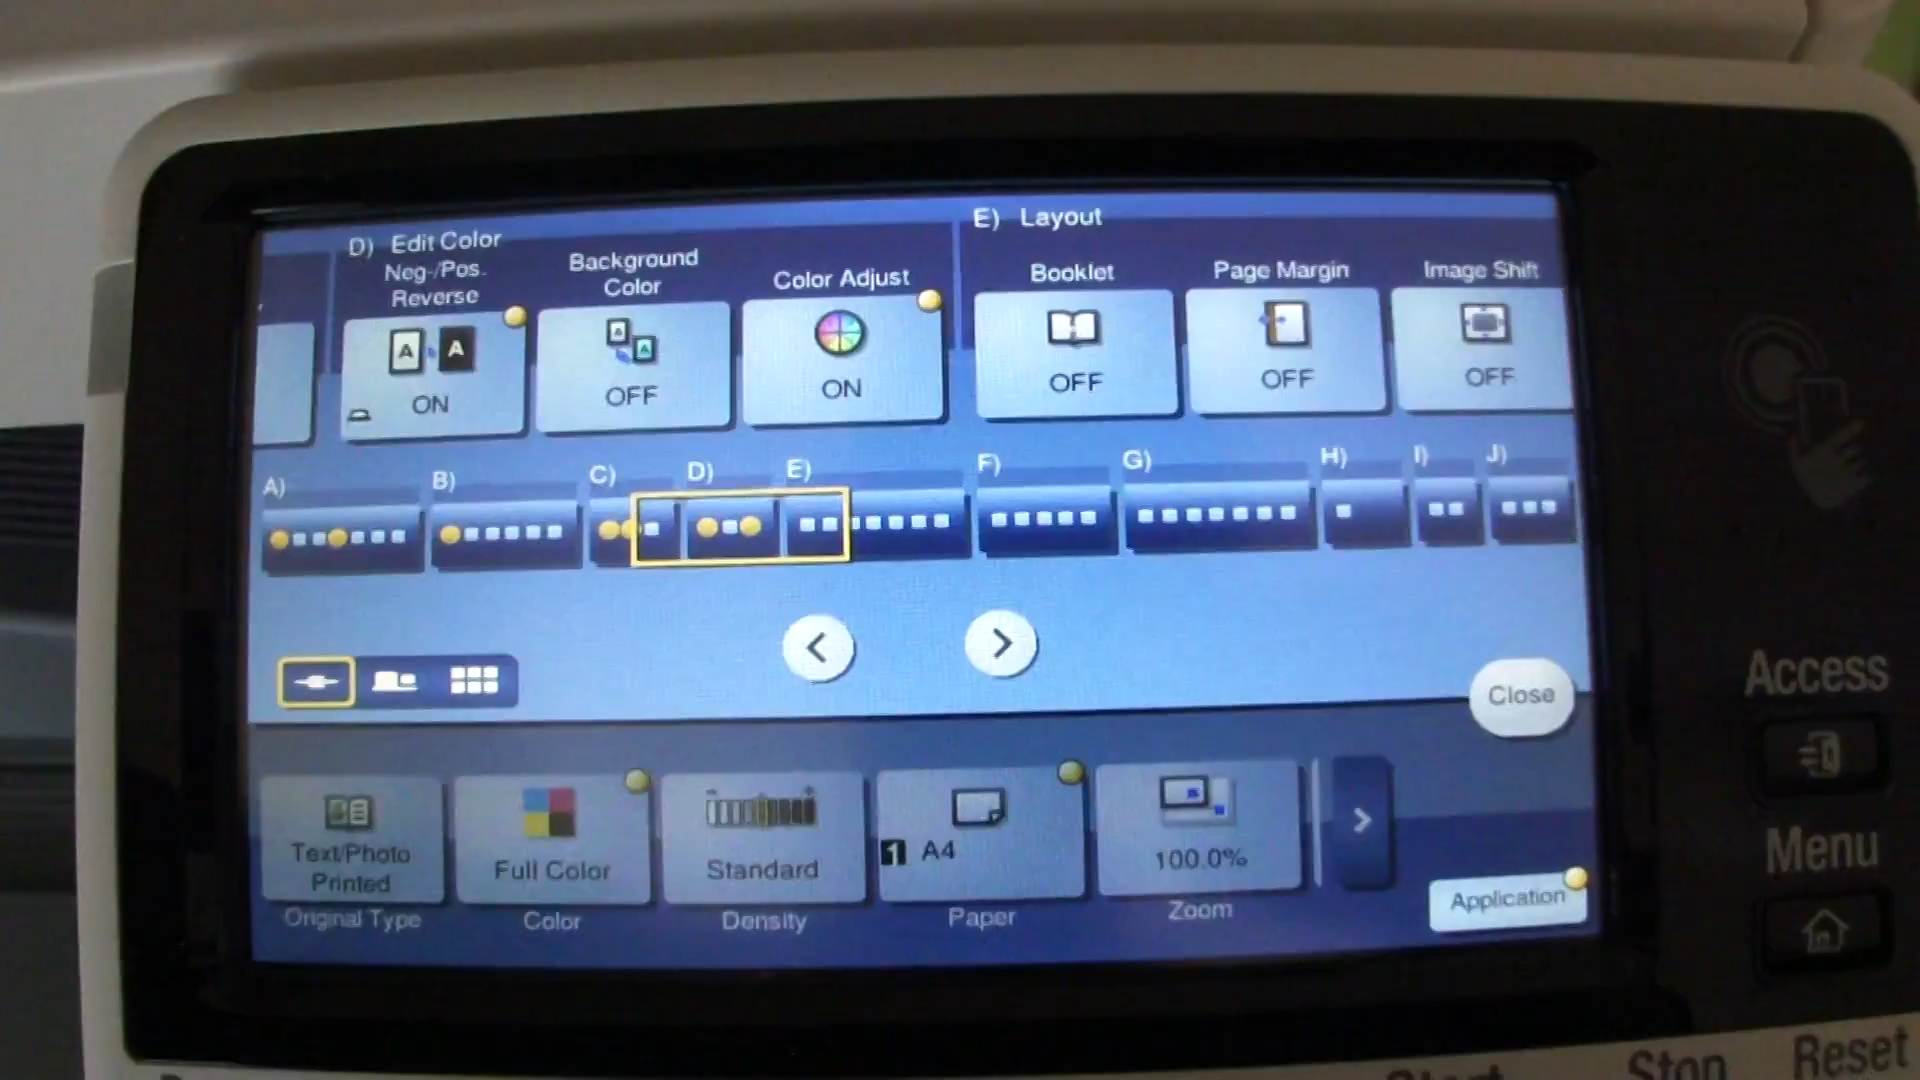 D) Edit Color
E) Layout
Neg-/Pos.
Reverse
Background
Color
Color Adjust
Booklet
Page Margin
Image Shift
A
A
A
A
ON
OFF
ON
OFF
OFF
OFF
A)
B)
C)
D)
E)
F)
G)
H)
I)
J)
<
>
Close
Text/Photo
Printed
Full Color
Standard
1 A4
100.0%
>
Original Type
Color
Density
Paper
Zoom
Application
Access
Menu
Stop
Reset